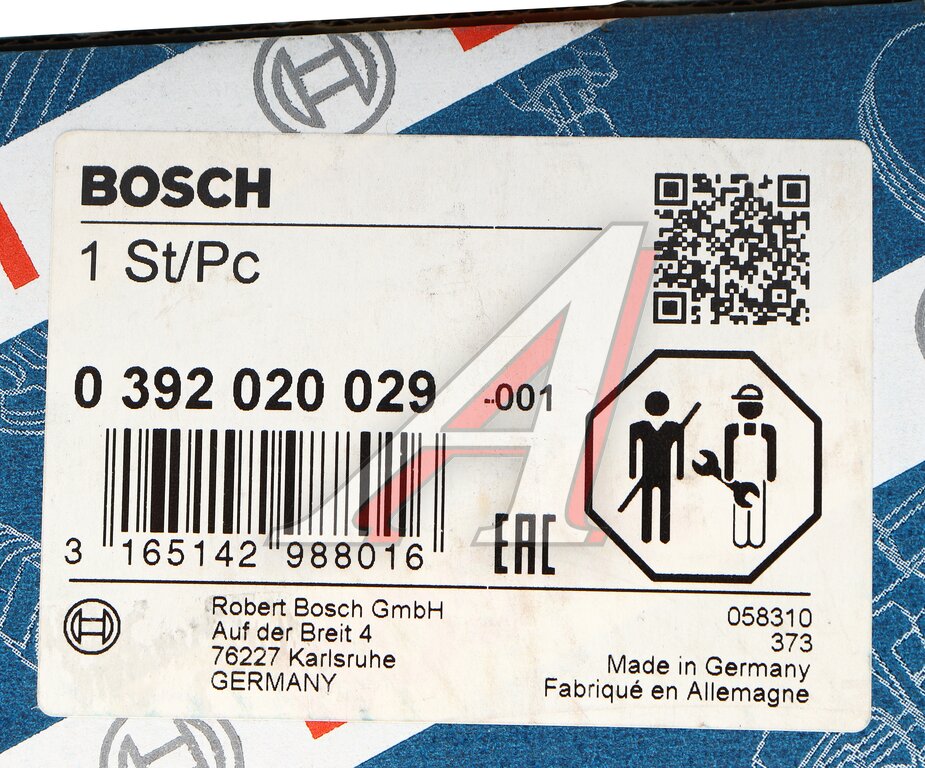 BOSCH
1 St/Pc
0 392 020 029 -001
3 165142 988016
EAC
Robert Bosch GmbH
Auf der Breit 4
76227 Karlsruhe
GERMANY
058310
373
Made in Germany
Fabriqué en Allemagne